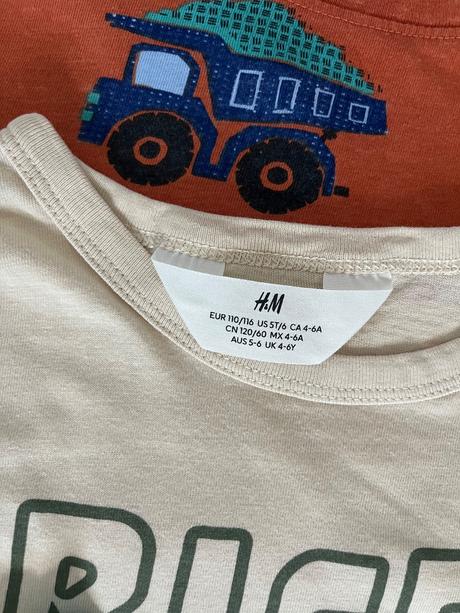 H&M
EUR 110/116 US 5T/6 CA 4-6A
CN 120/60 MX 4-6A
AUS 5-6 UK 4-6Y